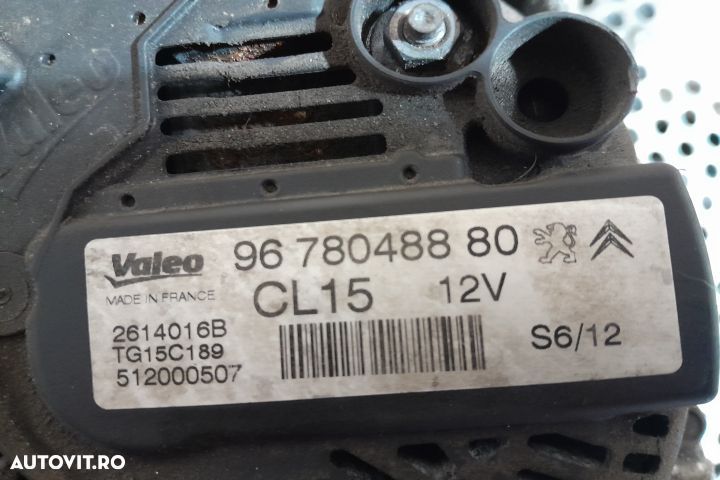 Valeo
96 780488 80
MADE IN FRANCE
CL15
12V
2614016B
TG15C189
512000507
S6/12
AUTOVIT.RO